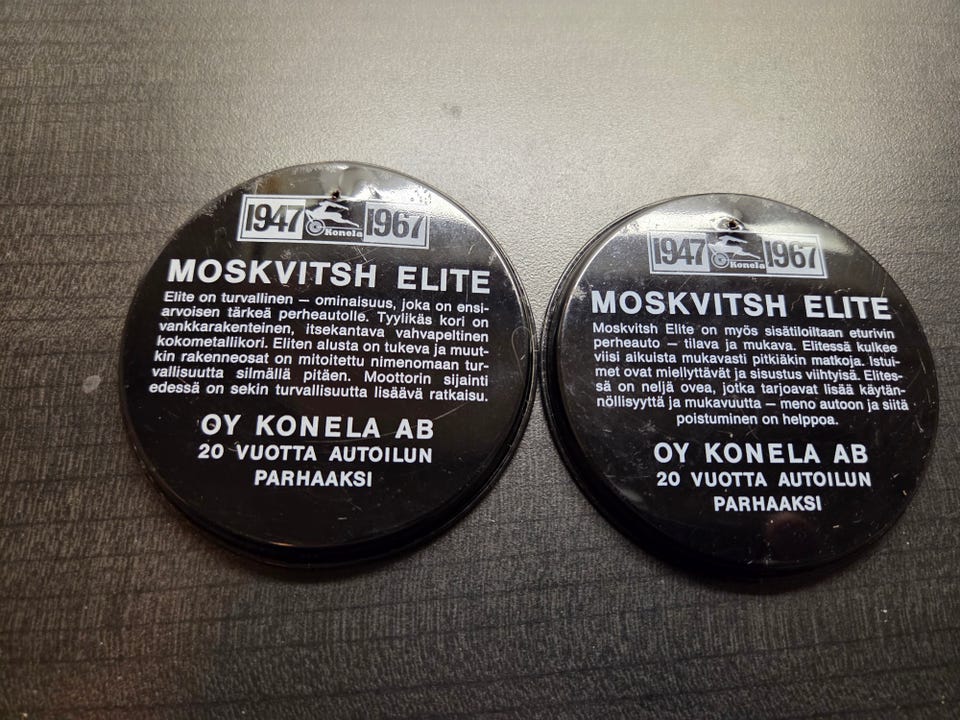 1947 Konela 1967
MOSKVITSH ELITE
Elite on turvallinen – ominaisuus, joka on ensi-
arvoisen tärkeä perheautolle. Tyylikäs kori on
vankkarakenteinen, itsekantava vahvapeltinen
kokometallikori. Eliten alusta on tukeva ja muut-
kin rakenneosat on mitoitettu nimenomaan tur-
vallisuutta silmällä pitäen. Moottorin sijainti
edessä on sekin turvallisuutta lisäävä ratkaisu.
OY KONELA AB
20 VUOTTA AUTOILUN
PARHAAKSI
1947 Konela 1967
MOSKVITSH ELITE
Moskvitsh Elite on myös sisätiloiltaan eturivin
perheauto – tilava ja mukava. Elitessä kulkee
viisi aikuista mukavasti pitkiäkin matkoja. Istui-
met ovat miellyttävät ja sisustus viihtyisä. Elites-
sä on neljä ovea, jotka tarjoavat lisää käytän-
nöllisyyttä ja mukavuutta – meno autoon ja siitä
poistuminen on helppoa.
OY KONELA AB
20 VUOTTA AUTOILUN
PARHAAKSI